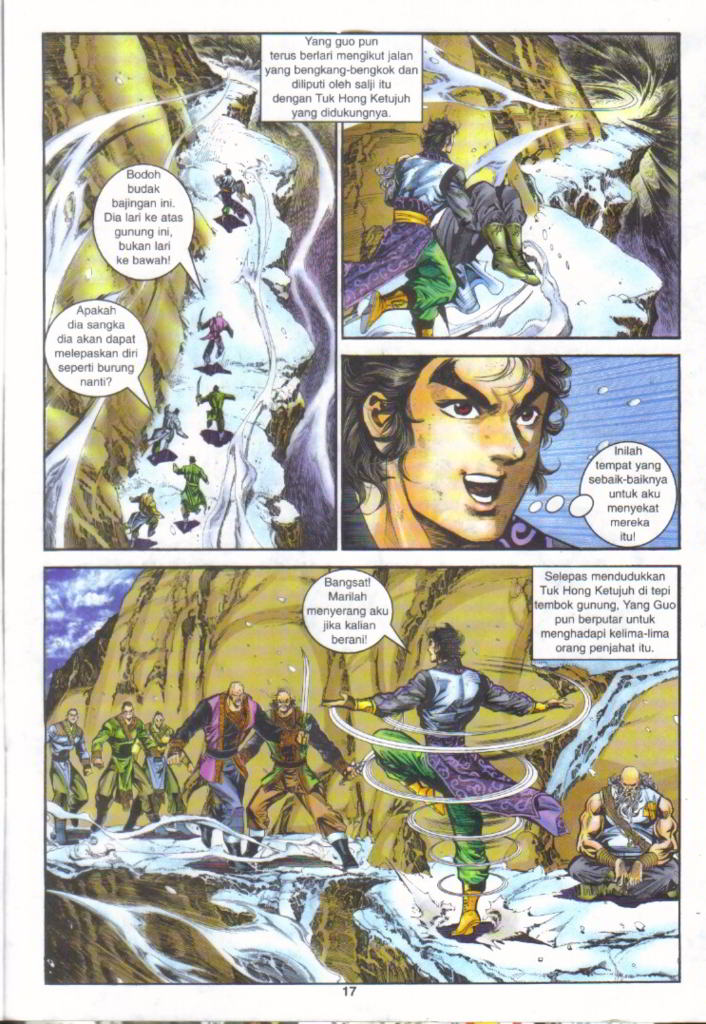 Yang guo pun
terus berlari mengikut jalan
yang bengkang-bengkok dan
diliputi oleh salji itu
dengan Tuk Hong Ketujuh
yang didukungnya.
Bodoh
budak
bajingan ini.
Dia lari ke atas
gunung ini,
bukan lari
ke bawah!
Apakah
dia sangka
dia akan dapat
melepaskan diri
seperti burung
nanti?
Inilah
tempat yang
sebaik-baiknya
untuk aku
menyekat
mereka
itu!
Bangsat!
Marilah
menyerang aku
jika kalian
berani!
Selepas mendudukkan
Tuk Hong Ketujuh di tepi
tembok gunung, Yang Guo
pun berputar untuk
menghadapi kelima-lima
orang penjahat itu.
17